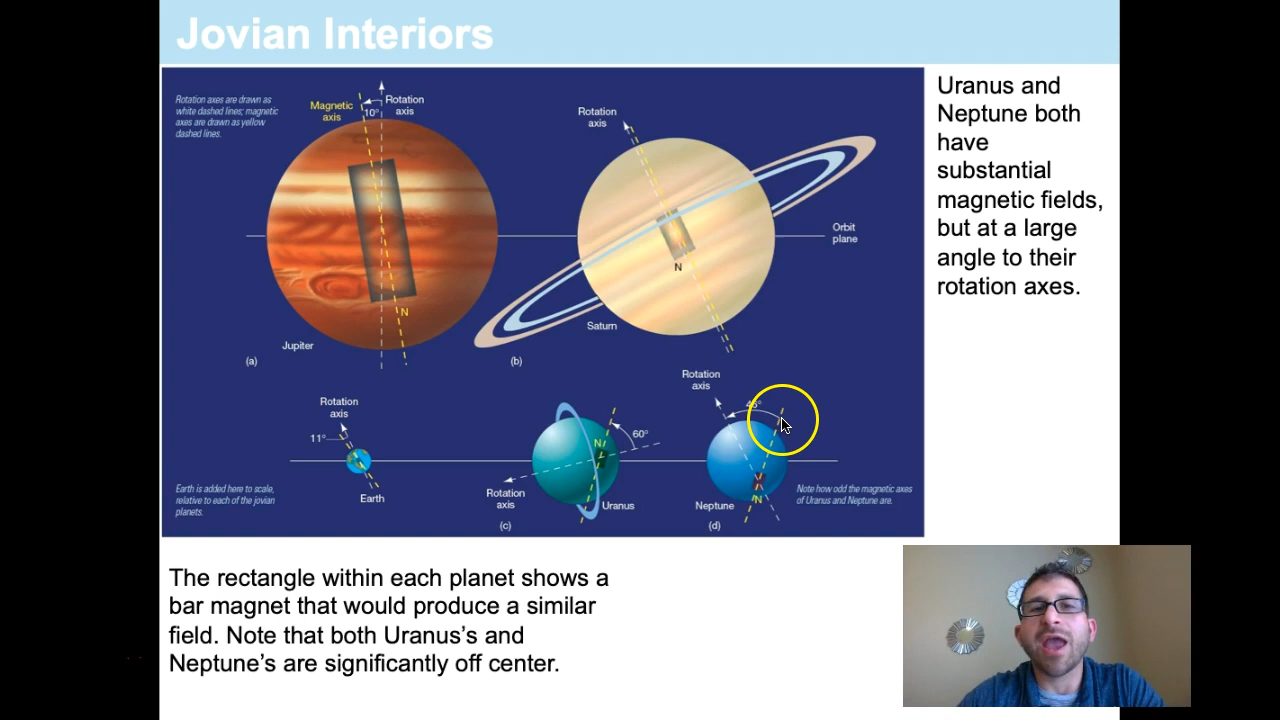 Jovian Interiors
Rotation axes are drawn as
white dashed lines; magnetic
axes are drawn as yellow
dashed lines.
Magnetic
axis
10°
Rotation
axis
N
Jupiter
(a)
Rotation
axis
N
Saturn
(b)
Orbit
plane
Uranus and
Neptune both
have
substantial
magnetic fields,
but at a large
angle to their
rotation axes.
Rotation
axis
11°
Earth
Earth is added here to scale,
relative to each of the jovian
planets.
N
60°
Rotation
axis
Uranus
(c)
Rotation
axis
N
Neptune
(d)
Note how odd the magnetic axes
of Uranus and Neptune are.
The rectangle within each planet shows a
bar magnet that would produce a similar
field. Note that both Uranus's and
Neptune's are significantly off center.